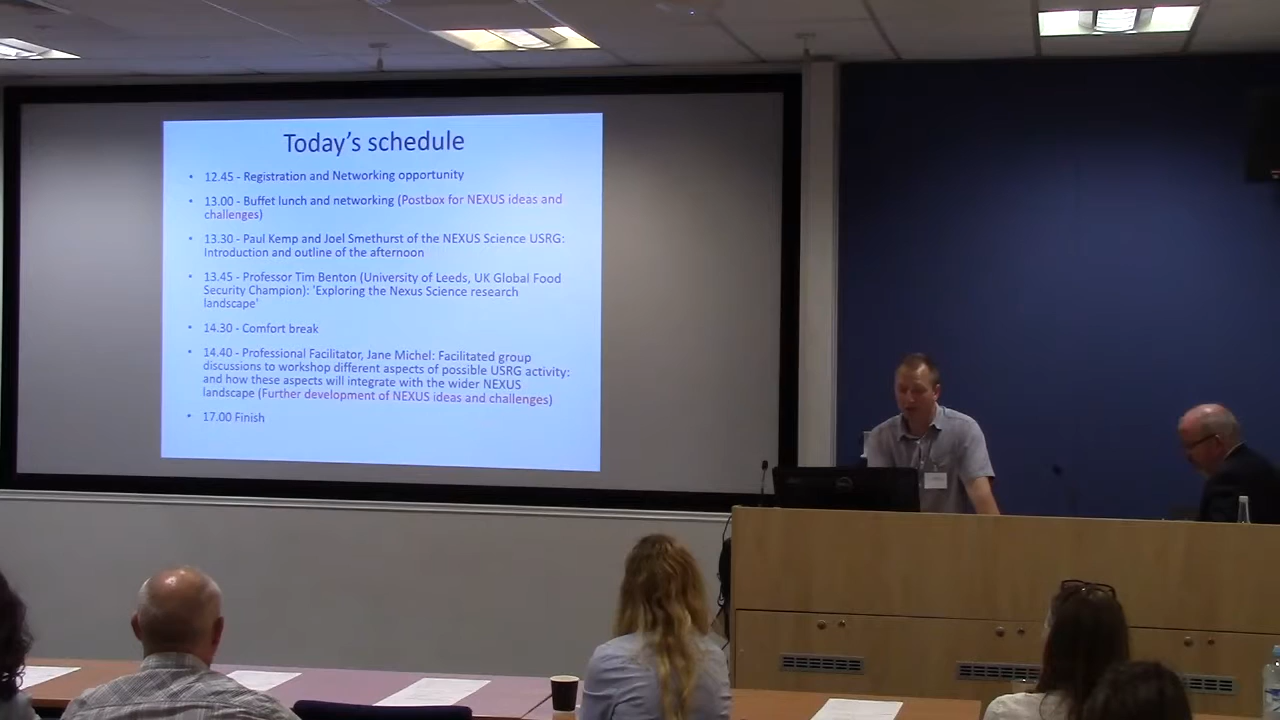 Today's schedule
• 12.45 - Registration and Networking opportunity
• 13.00 - Buffet lunch and networking (Postbox for NEXUS ideas and
challenges)
• 13.30 - Paul Kemp and Joel Smethurst of the NEXUS Science USRG:
Introduction and outline of the afternoon
• 13.45 - Professor Tim Benton (University of Leeds, UK Global Food
Security Champion): 'Exploring the Nexus Science research
landscape'
• 14.30 - Comfort break
• 14.40 - Professional Facilitator, Jane Michel: Facilitated group
discussions to workshop different aspects of possible USRG activity:
and how these aspects will integrate with the wider NEXUS
landscape (Further development of NEXUS ideas and challenges)
• 17.00 Finish